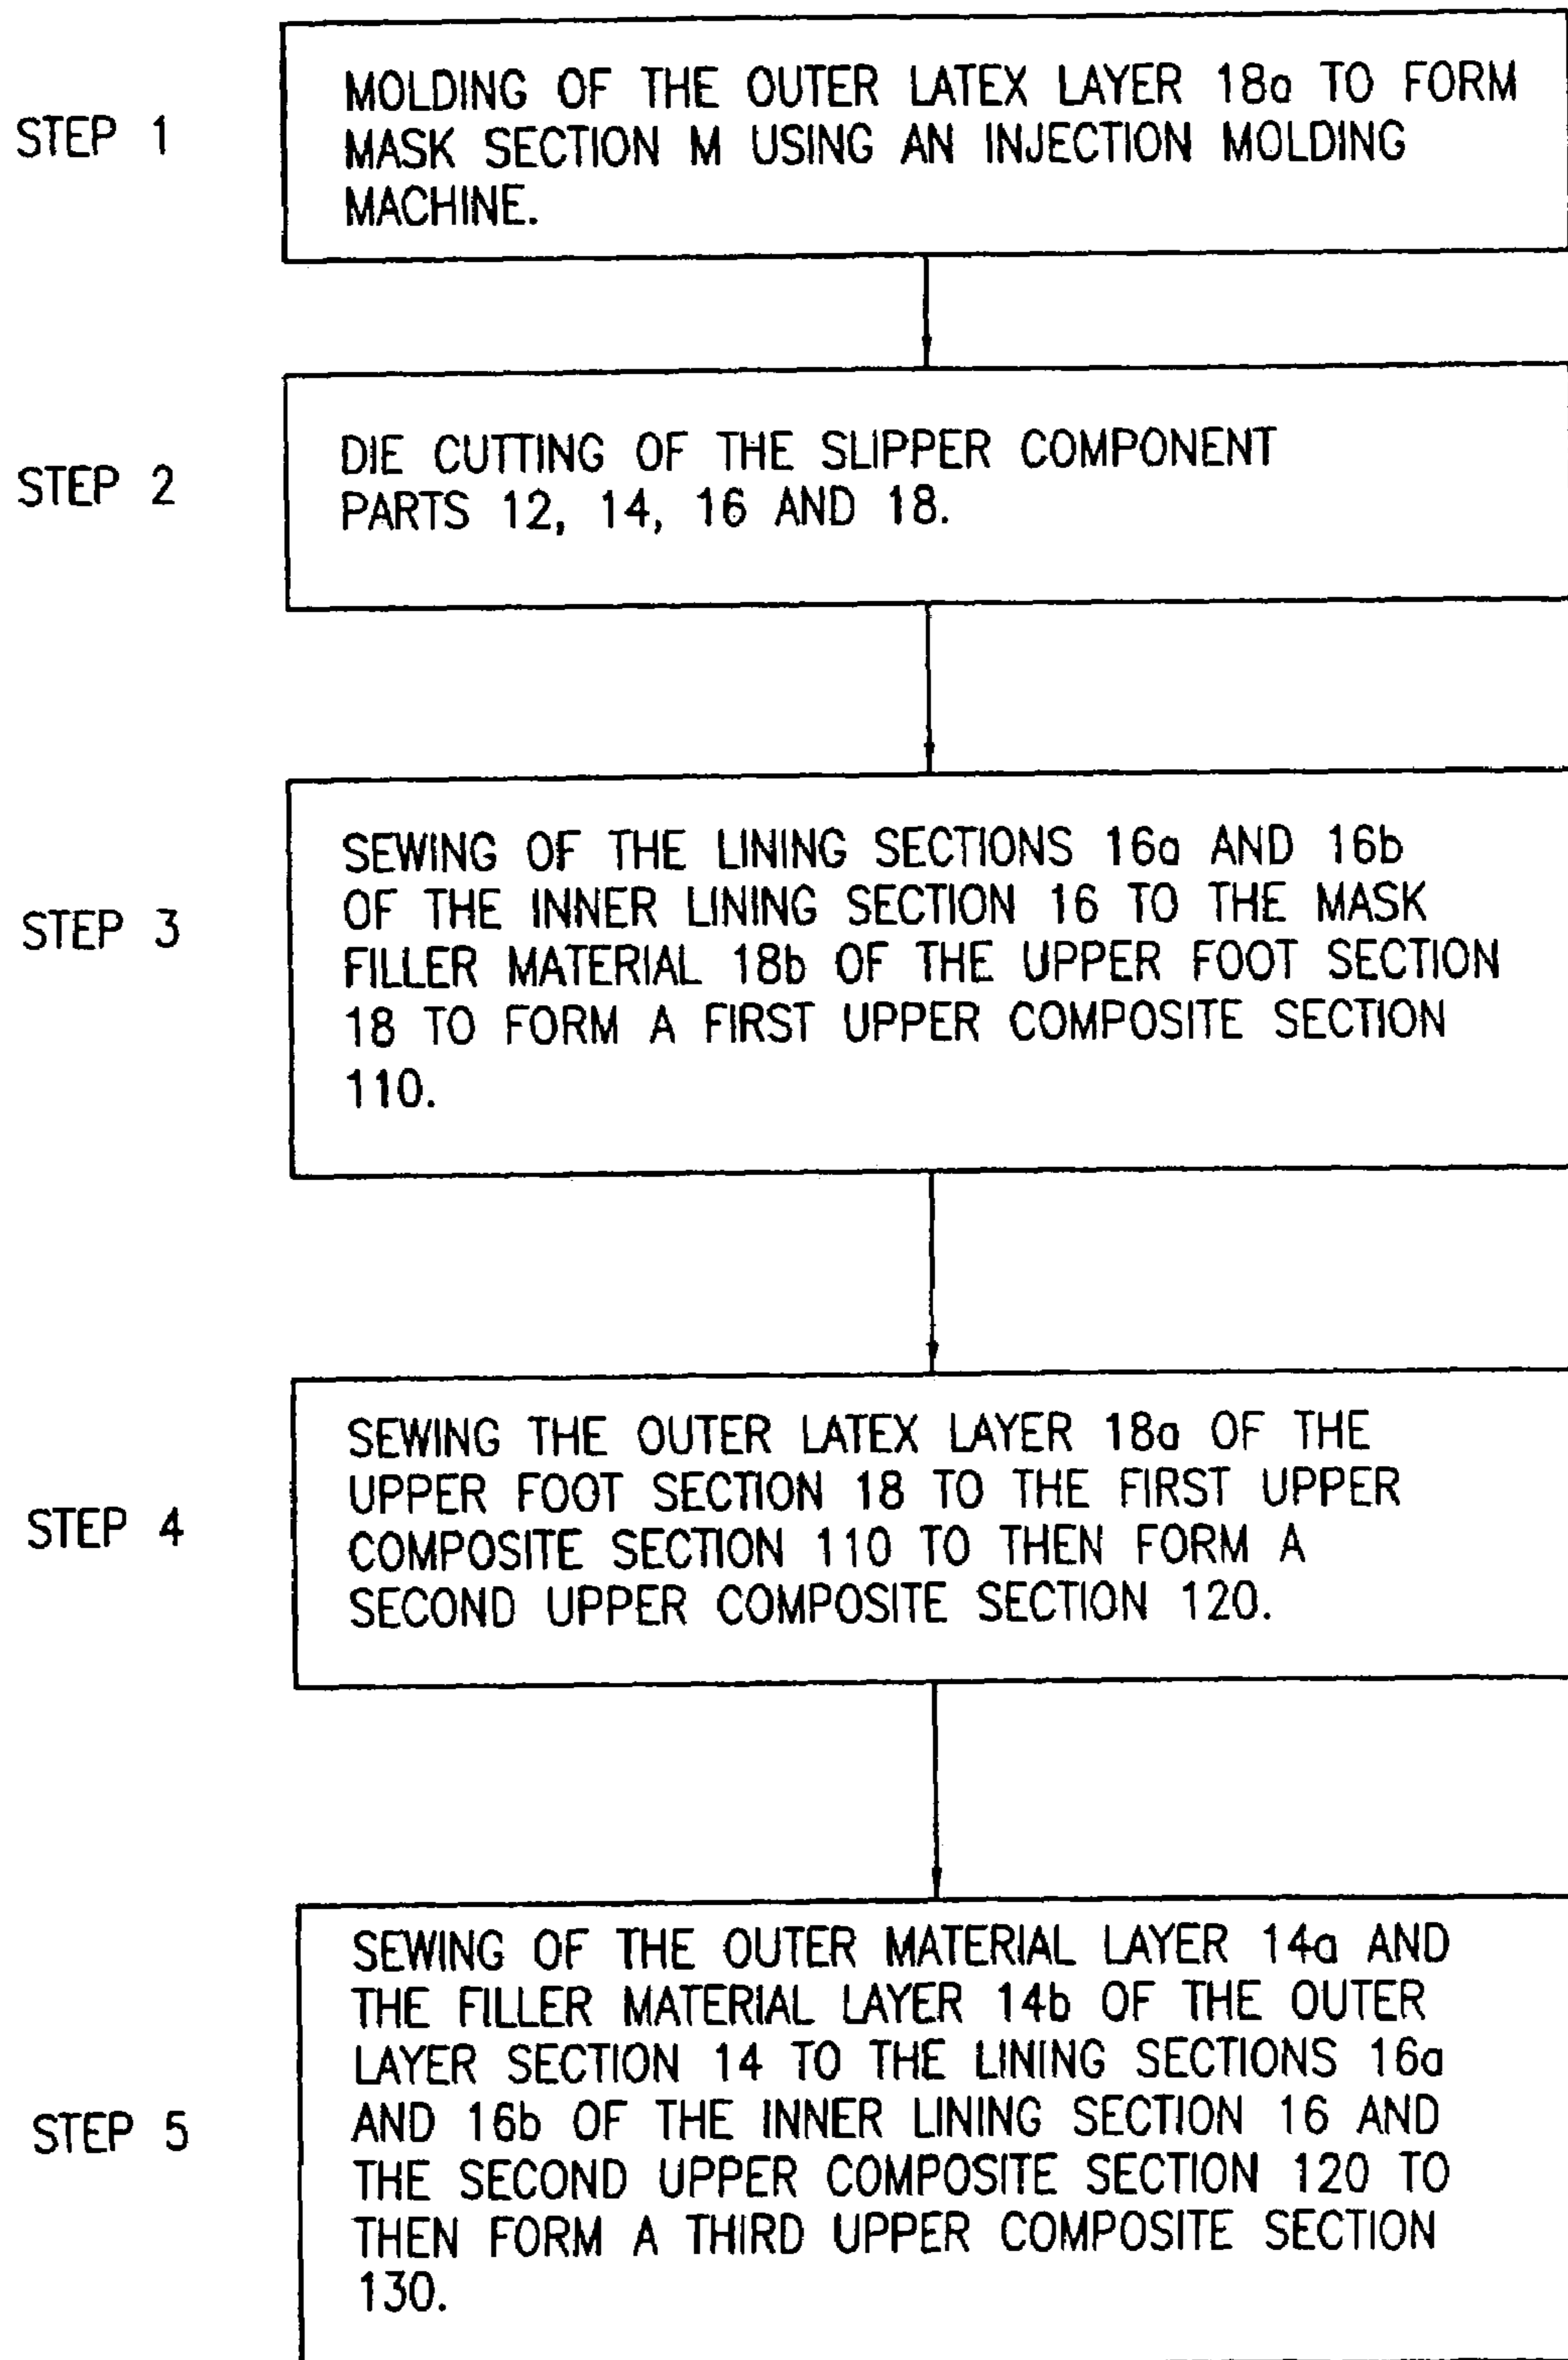 STEP 1
MOLDING OF THE OUTER LATEX LAYER 18a TO FORM
MASK SECTION M USING AN INJECTION MOLDING
MACHINE.
STEP 2
DIE CUTTING OF THE SLIPPER COMPONENT
PARTS 12, 14, 16 AND 18.
STEP 3
SEWING OF THE LINING SECTIONS 16a AND 16b
OF THE INNER LINING SECTION 16 TO THE MASK
FILLER MATERIAL 18b OF THE UPPER FOOT SECTION
18 TO FORM A FIRST UPPER COMPOSITE SECTION
110.
STEP 4
SEWING THE OUTER LATEX LAYER 18a OF THE
UPPER FOOT SECTION 18 TO THE FIRST UPPER
COMPOSITE SECTION 110 TO THEN FORM A
SECOND UPPER COMPOSITE SECTION 120.
STEP 5
SEWING OF THE OUTER MATERIAL LAYER 14a AND
THE FILLER MATERIAL LAYER 14b OF THE OUTER
LAYER SECTION 14 TO THE LINING SECTIONS 16a
AND 16b OF THE INNER LINING SECTION 16 AND
THE SECOND UPPER COMPOSITE SECTION 120 TO
THEN FORM A THIRD UPPER COMPOSITE SECTION
130.